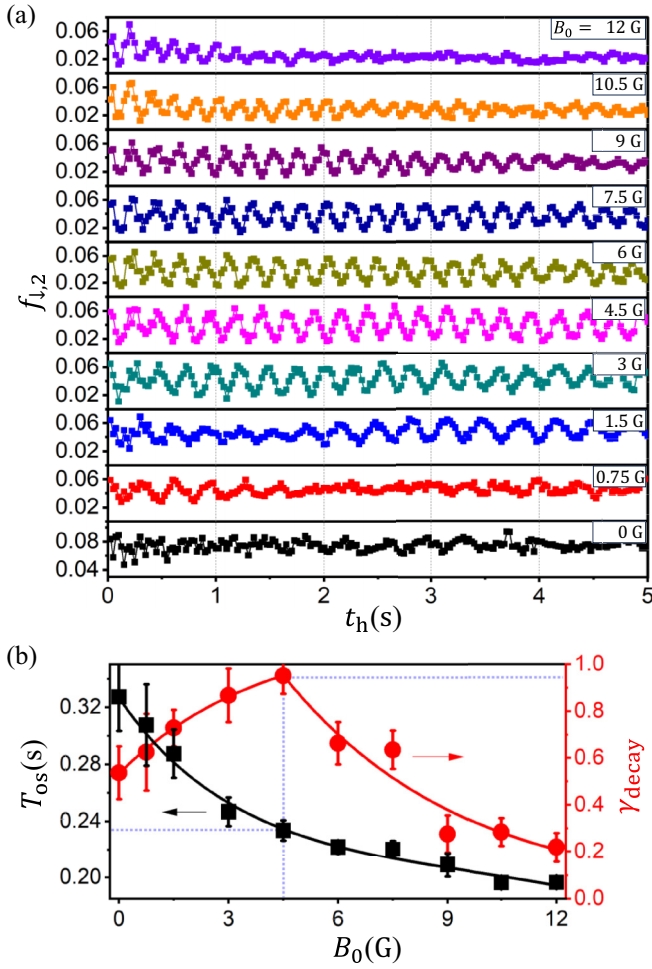 (a)
0.06
0.02
B₀ = 12 G
0.06
0.02
10.5 G
0.06
0.02
9 G
0.06
0.02
7.5 G
0.06
0.02
6 G
0.06
0.02
4.5 G
0.06
0.02
3 G
0.06
0.02
1.5 G
0.06
0.02
0.75 G
0.08
0.04
0 G
f↓,2
0 1 2 3 4 5
tₕ(s)
(b)
0.32
0.28
0.24
0.20
T_os(s)
1.0
0.8
0.6
0.4
0.2
0.0
γ_decay
0 3 6 9 12
B₀(G)